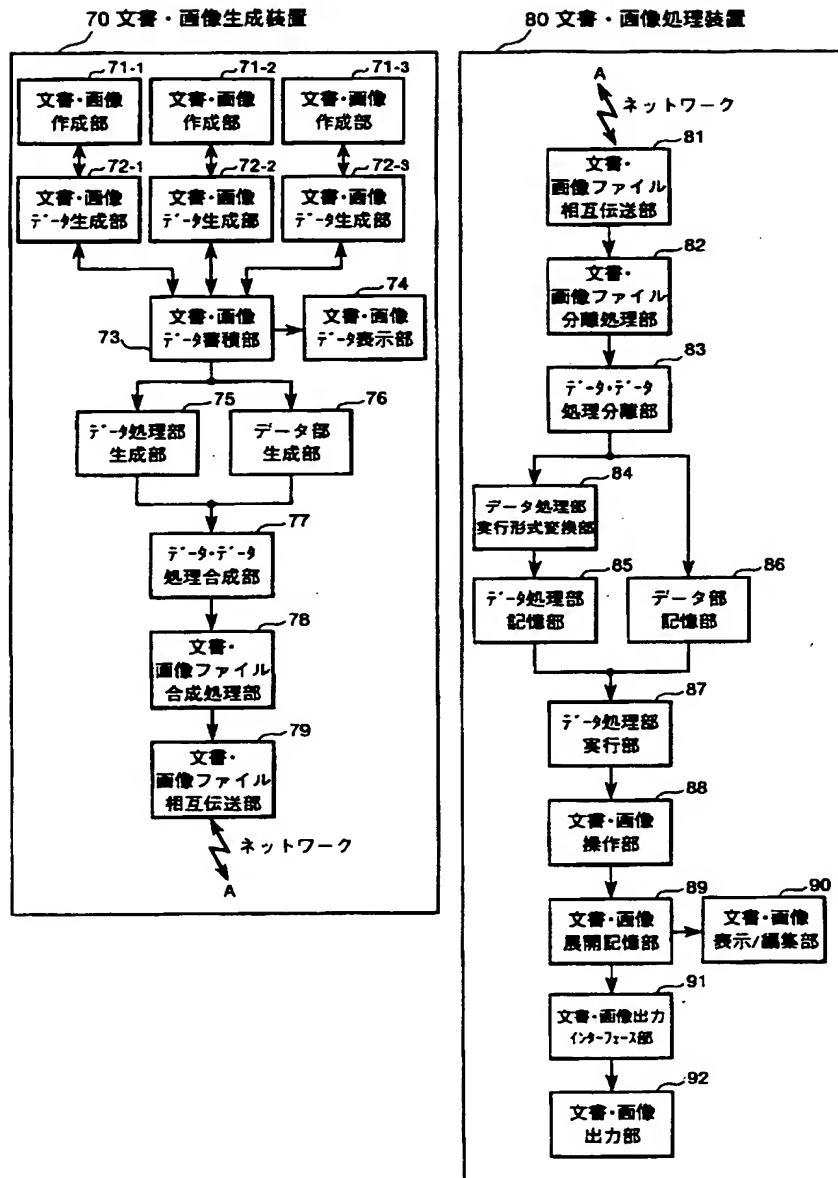 70 文書・画像生成装置
71-1
文書・画像
作成部
71-2
文書・画像
作成部
71-3
文書・画像
作成部
72-1
文書・画像
データ生成部
72-2
文書・画像
データ生成部
72-3
文書・画像
データ生成部
73
文書・画像
データ蓄積部
74
文書・画像
データ表示部
75
データ処理部
生成部
76
データ部
生成部
77
データ・データ
処理合成部
78
文書・
画像ファイル
合成処理部
79
文書・
画像ファイル
相互伝送部
ネットワーク
A
80 文書・画像処理装置
A
ネットワーク
81
文書・
画像ファイル
相互伝送部
82
文書・
画像ファイル
分離処理部
83
データ・データ
処理分離部
84
データ処理部
実行形式変換部
85
データ処理部
記憶部
86
データ部
記憶部
87
データ処理部
実行部
88
文書・画像
操作部
89
文書・画像
展開記憶部
90
文書・画像
表示/編集部
91
文書・画像出力
インターフェース部
92
文書・画像
出力部